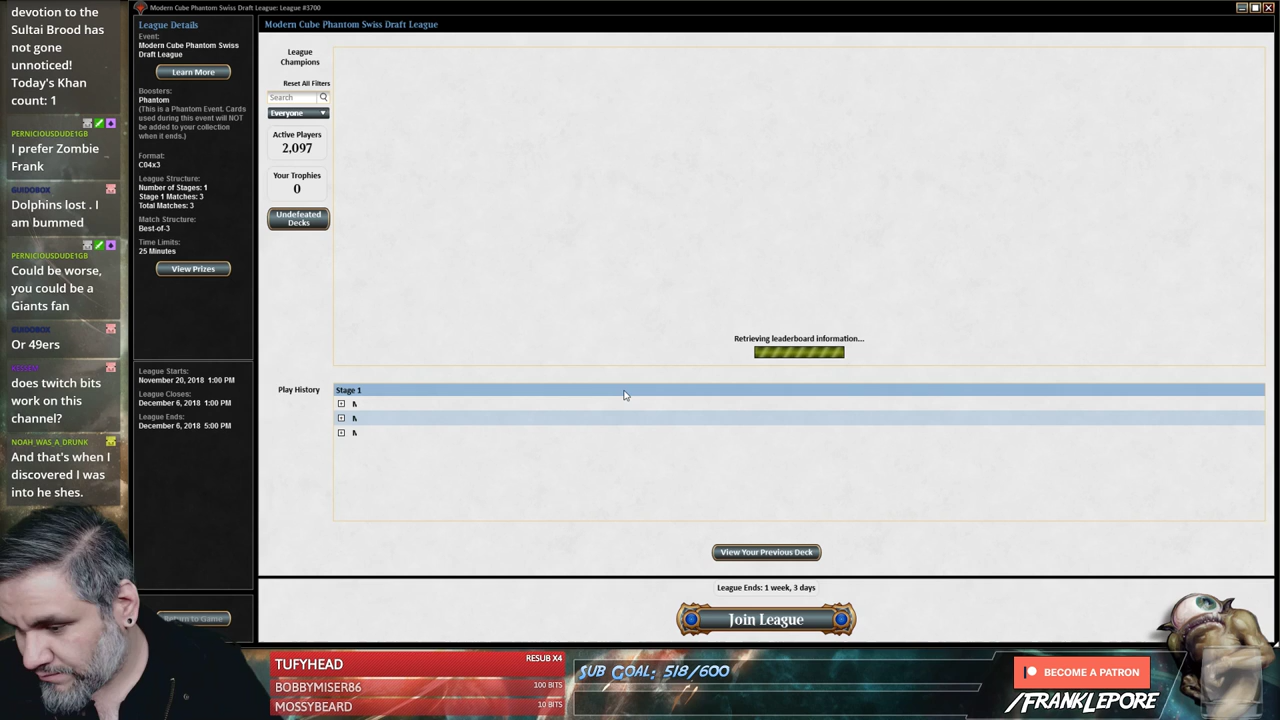 devotion to the
Sultai Brood has
not gone
unnoticed!
Today's Khan
count: 1
PERNICIOUSDUDE1GB
I prefer Zombie
Frank
GUIDOBOX
Dolphins lost . I
am bummed
PERNICIOUSDUDE1GB
Could be worse,
you could be a
Giants fan
GUIDOBOX
Or 49ers
does twitch bits
work on this
channel?
NOAH_WAS_A_DRUNK
And that's when I
discovered I was
into he shes.
Modern Cube Phantom Swiss Draft League: League #3700
League Details
Event:
Modern Cube Phantom Swiss
Draft League
Learn More
Boosters:
Phantom
(This is a Phantom Event. Cards
used during this event will NOT
be added to your collection
when it ends.)
Format:
C04x3
League Structure:
Number of Stages: 1
Stage 1 Matches: 3
Total Matches: 3
Match Structure:
Best-of-3
Time Limits:
25 Minutes
View Prizes
League Starts:
November 20, 2018 1:00 PM
League Closes:
December 6, 2018 1:00 PM
League Ends:
December 6, 2018 5:00 PM
Return to Game
Modern Cube Phantom Swiss Draft League
League
Champions
Reset All Filters
Search
Everyone
Active Players
2,097
Your Trophies
0
Undefeated
Decks
Retrieving leaderboard information...
Play History
Stage 1
View Your Previous Deck
League Ends: 1 week, 3 days
Join League
TUFYHEAD RESUB X4
BOBBYMISER86 100 BITS
MOSSYBEARD 10 BITS
SUB GOAL: 518/600
BECOME A PATRON
/FRANKLEPORE